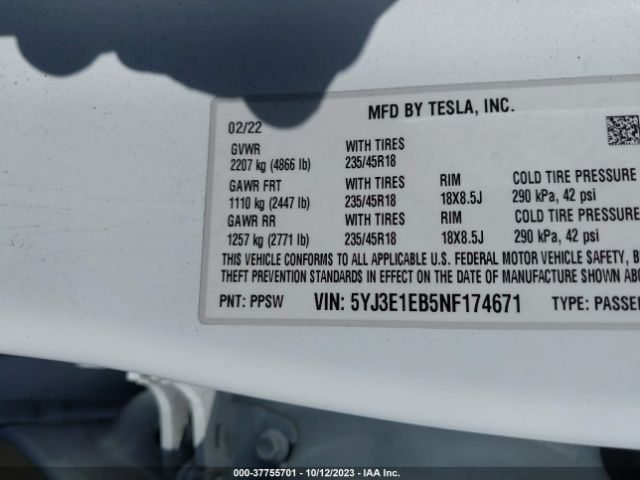 MFD BY TESLA, INC.
02/22
GVWR WITH TIRES
2207 kg (4866 lb) 235/45R18
GAWR FRT WITH TIRES RIM COLD TIRE PRESSURE
1110 kg (2447 lb) 235/45R18 18X8.5J 290 kPa, 42 psi
GAWR RR WITH TIRES RIM COLD TIRE PRESSURE
1257 kg (2771 lb) 235/45R18 18X8.5J 290 kPa, 42 psi
THIS VEHICLE CONFORMS TO ALL APPLICABLE U.S. FEDERAL MOTOR VEHICLE SAFETY, B
THEFT PREVENTION STANDARDS IN EFFECT ON THE DATE OF MANUFACTURE SHOWN ABO
PNT: PPSW VIN: 5YJ3E1EB5NF174671 TYPE: PASSE
000-37755701 - 10/12/2023 - IAA Inc.